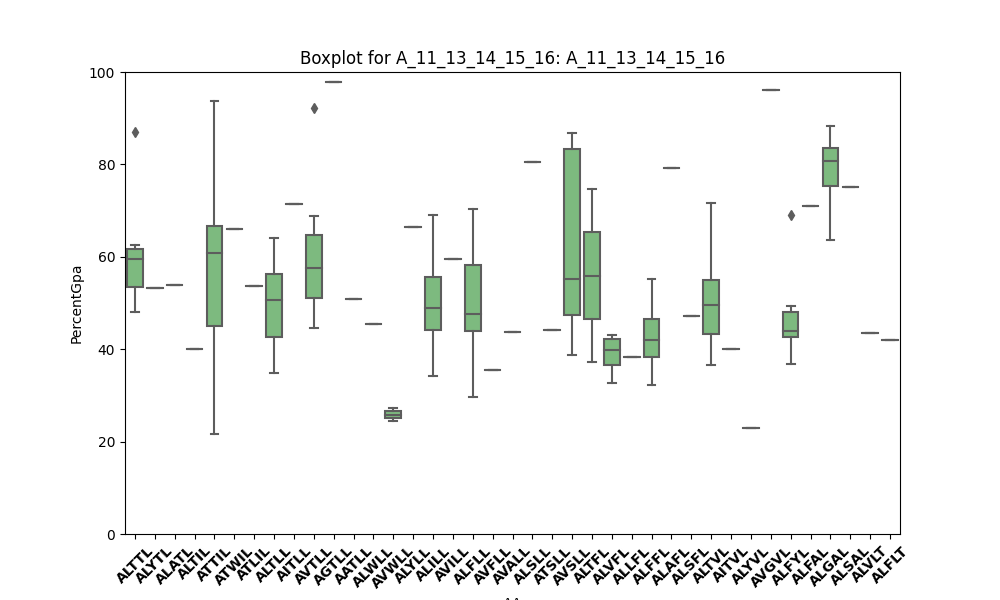 Boxplot for A_11_13_14_15_16: A_11_13_14_15_16
100
80
60
40
20
0
PercentGpa
ALTTL
ALYTL
ALATL
ALTIL
ATTIL
ATWIL
ATLIL
ALTLL
AITLL
AVTLL
AGTLL
AATLL
ALWLL
AVWLL
ALYLL
ALILL
AVILL
ALFLL
AVFLL
AVALL
ALSLL
ATSLL
AVSLL
ALTFL
ALVFL
ALLFL
ALFFL
ALAFL
ALSFL
ALTVL
AITVL
ALYVL
AVGVL
ALFYL
ALFAL
ALGAL
ALSAL
ALVLT
ALFLT